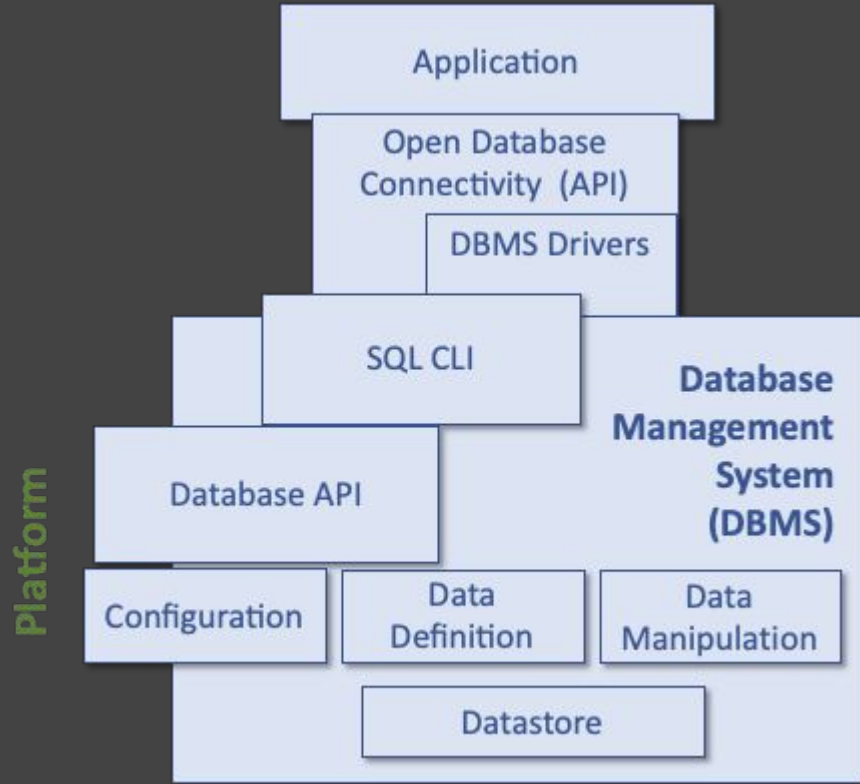 Application
Open Database
Connectivity (API)
DBMS Drivers
SQL CLI
Database
Management
System
(DBMS)
Database API
Platform
Configuration
Data
Definition
Data
Manipulation
Datastore